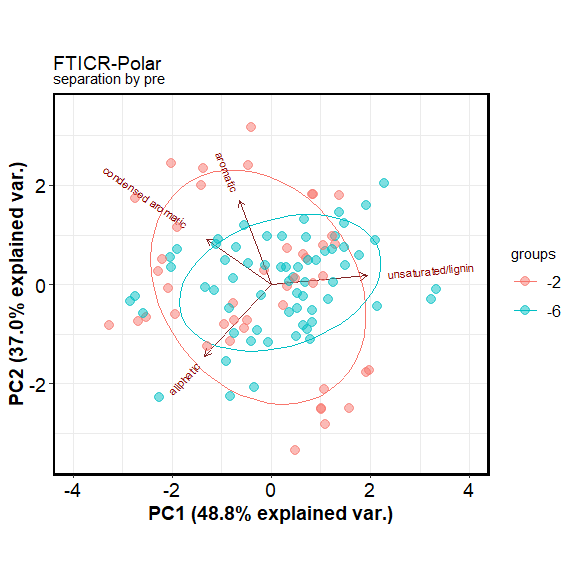 FTICR-Polar
separation by pre
PC2 (37.0% explained var.)
2
0
-2
condensed aromatic
aromatic
unsaturated/lignin
aliphatic
groups
-2
-6
-4
-2
0
2
4
PC1 (48.8% explained var.)